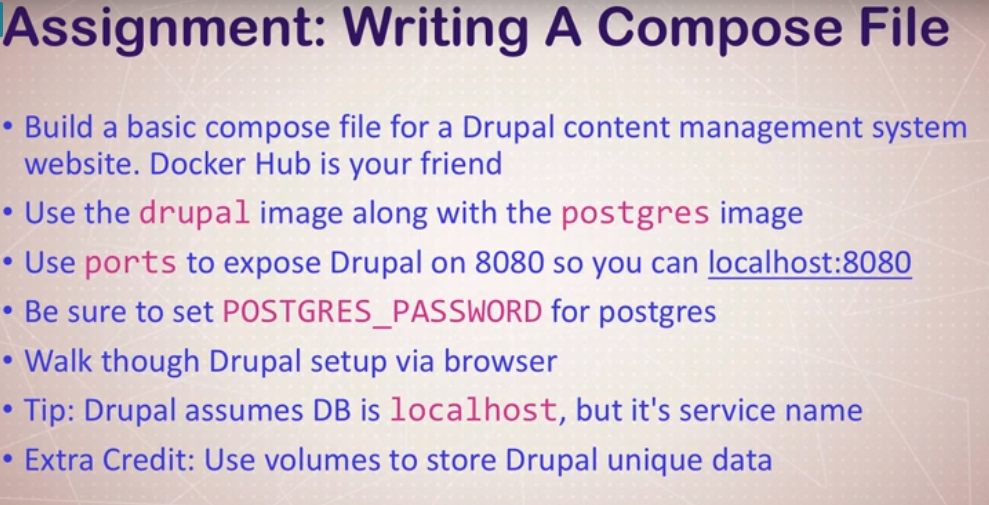 Assignment: Writing A Compose File
• Build a basic compose file for a Drupal content management system
website. Docker Hub is your friend
• Use the drupal image along with the postgres image
• Use ports to expose Drupal on 8080 so you can localhost:8080
• Be sure to set POSTGRES_PASSWORD for postgres
• Walk though Drupal setup via browser
• Tip: Drupal assumes DB is localhost, but it's service name
• Extra Credit: Use volumes to store Drupal unique data